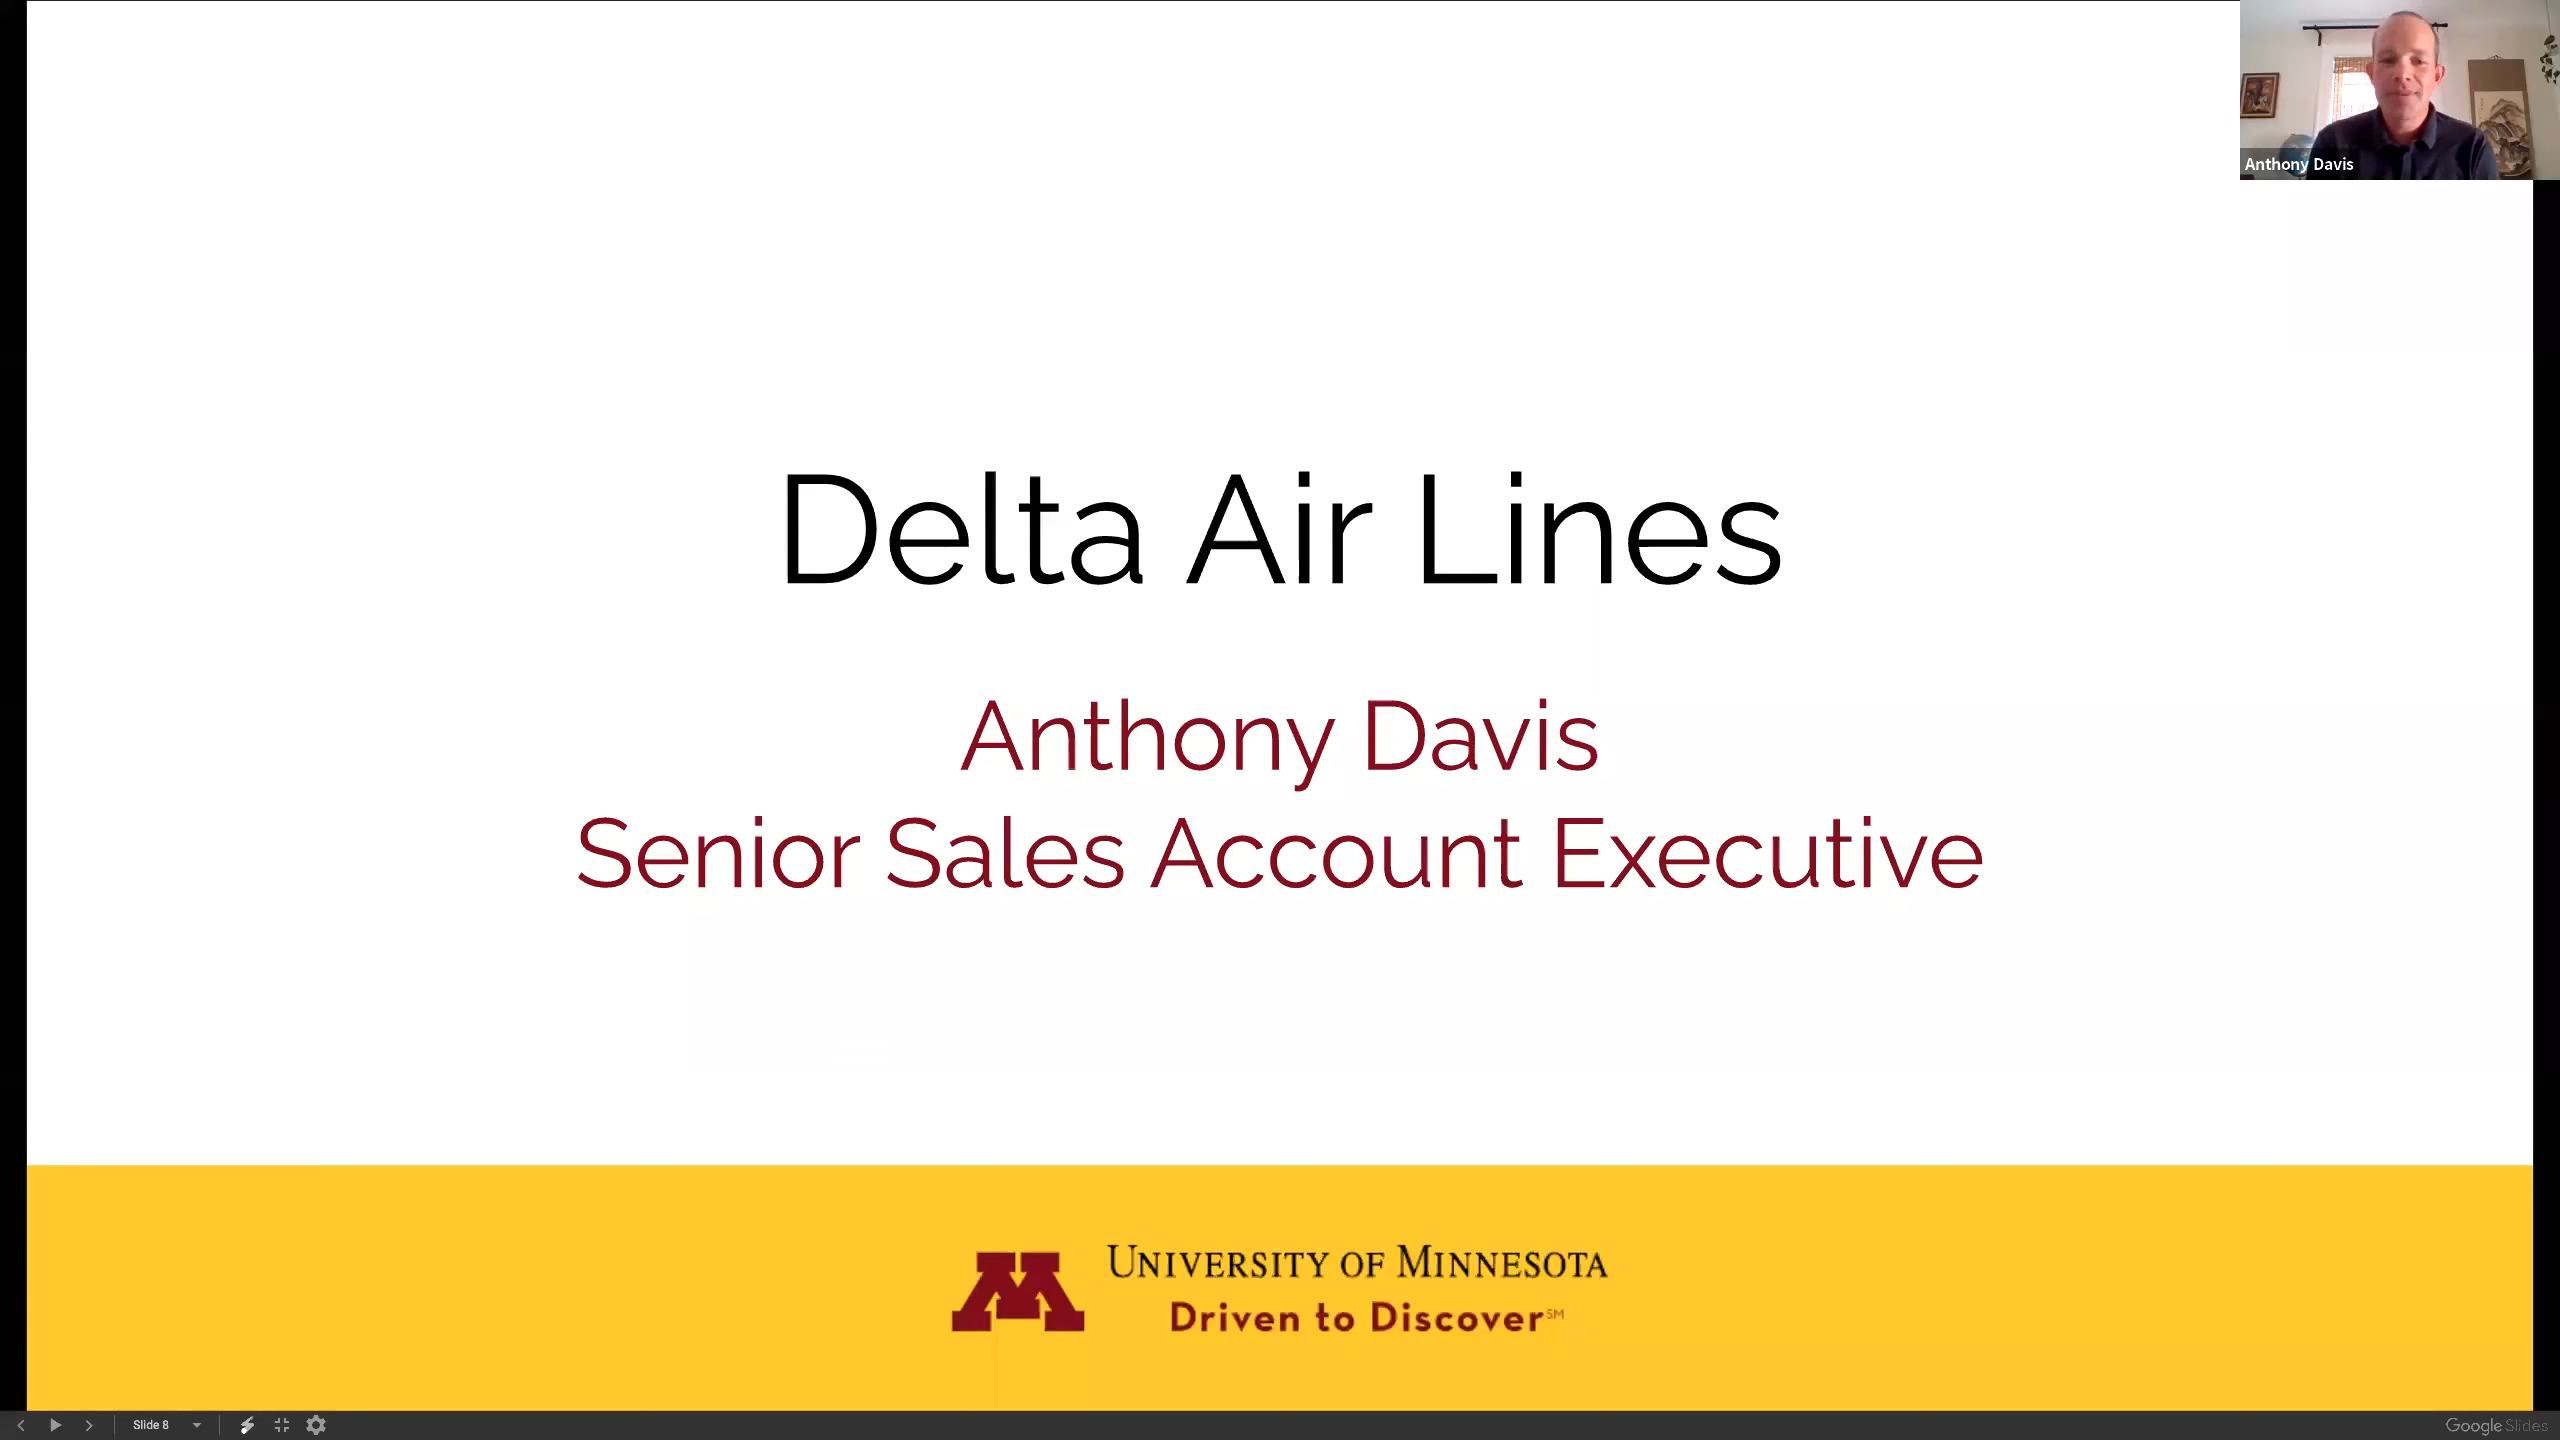 Anthony Davis
Delta Air Lines
Anthony Davis
Senior Sales Account Executive
UNIVERSITY OF MINNESOTA
Driven to Discover℠
Slide 8
Google Slides